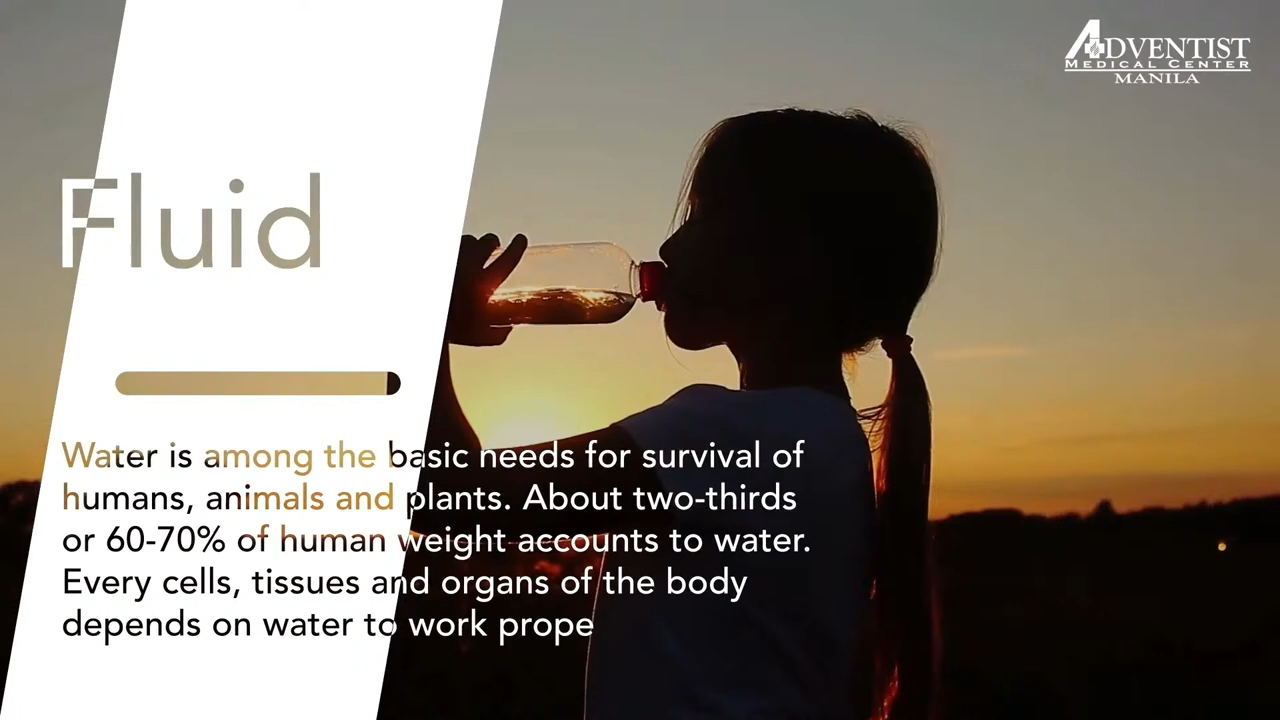 ADVENTIST
MEDICAL CENTER
MANILA
Fluid
Water is among the basic needs for survival of
humans, animals and plants. About two-thirds
or 60-70% of human weight accounts to water.
Every cells, tissues and organs of the body
depends on water to work prope